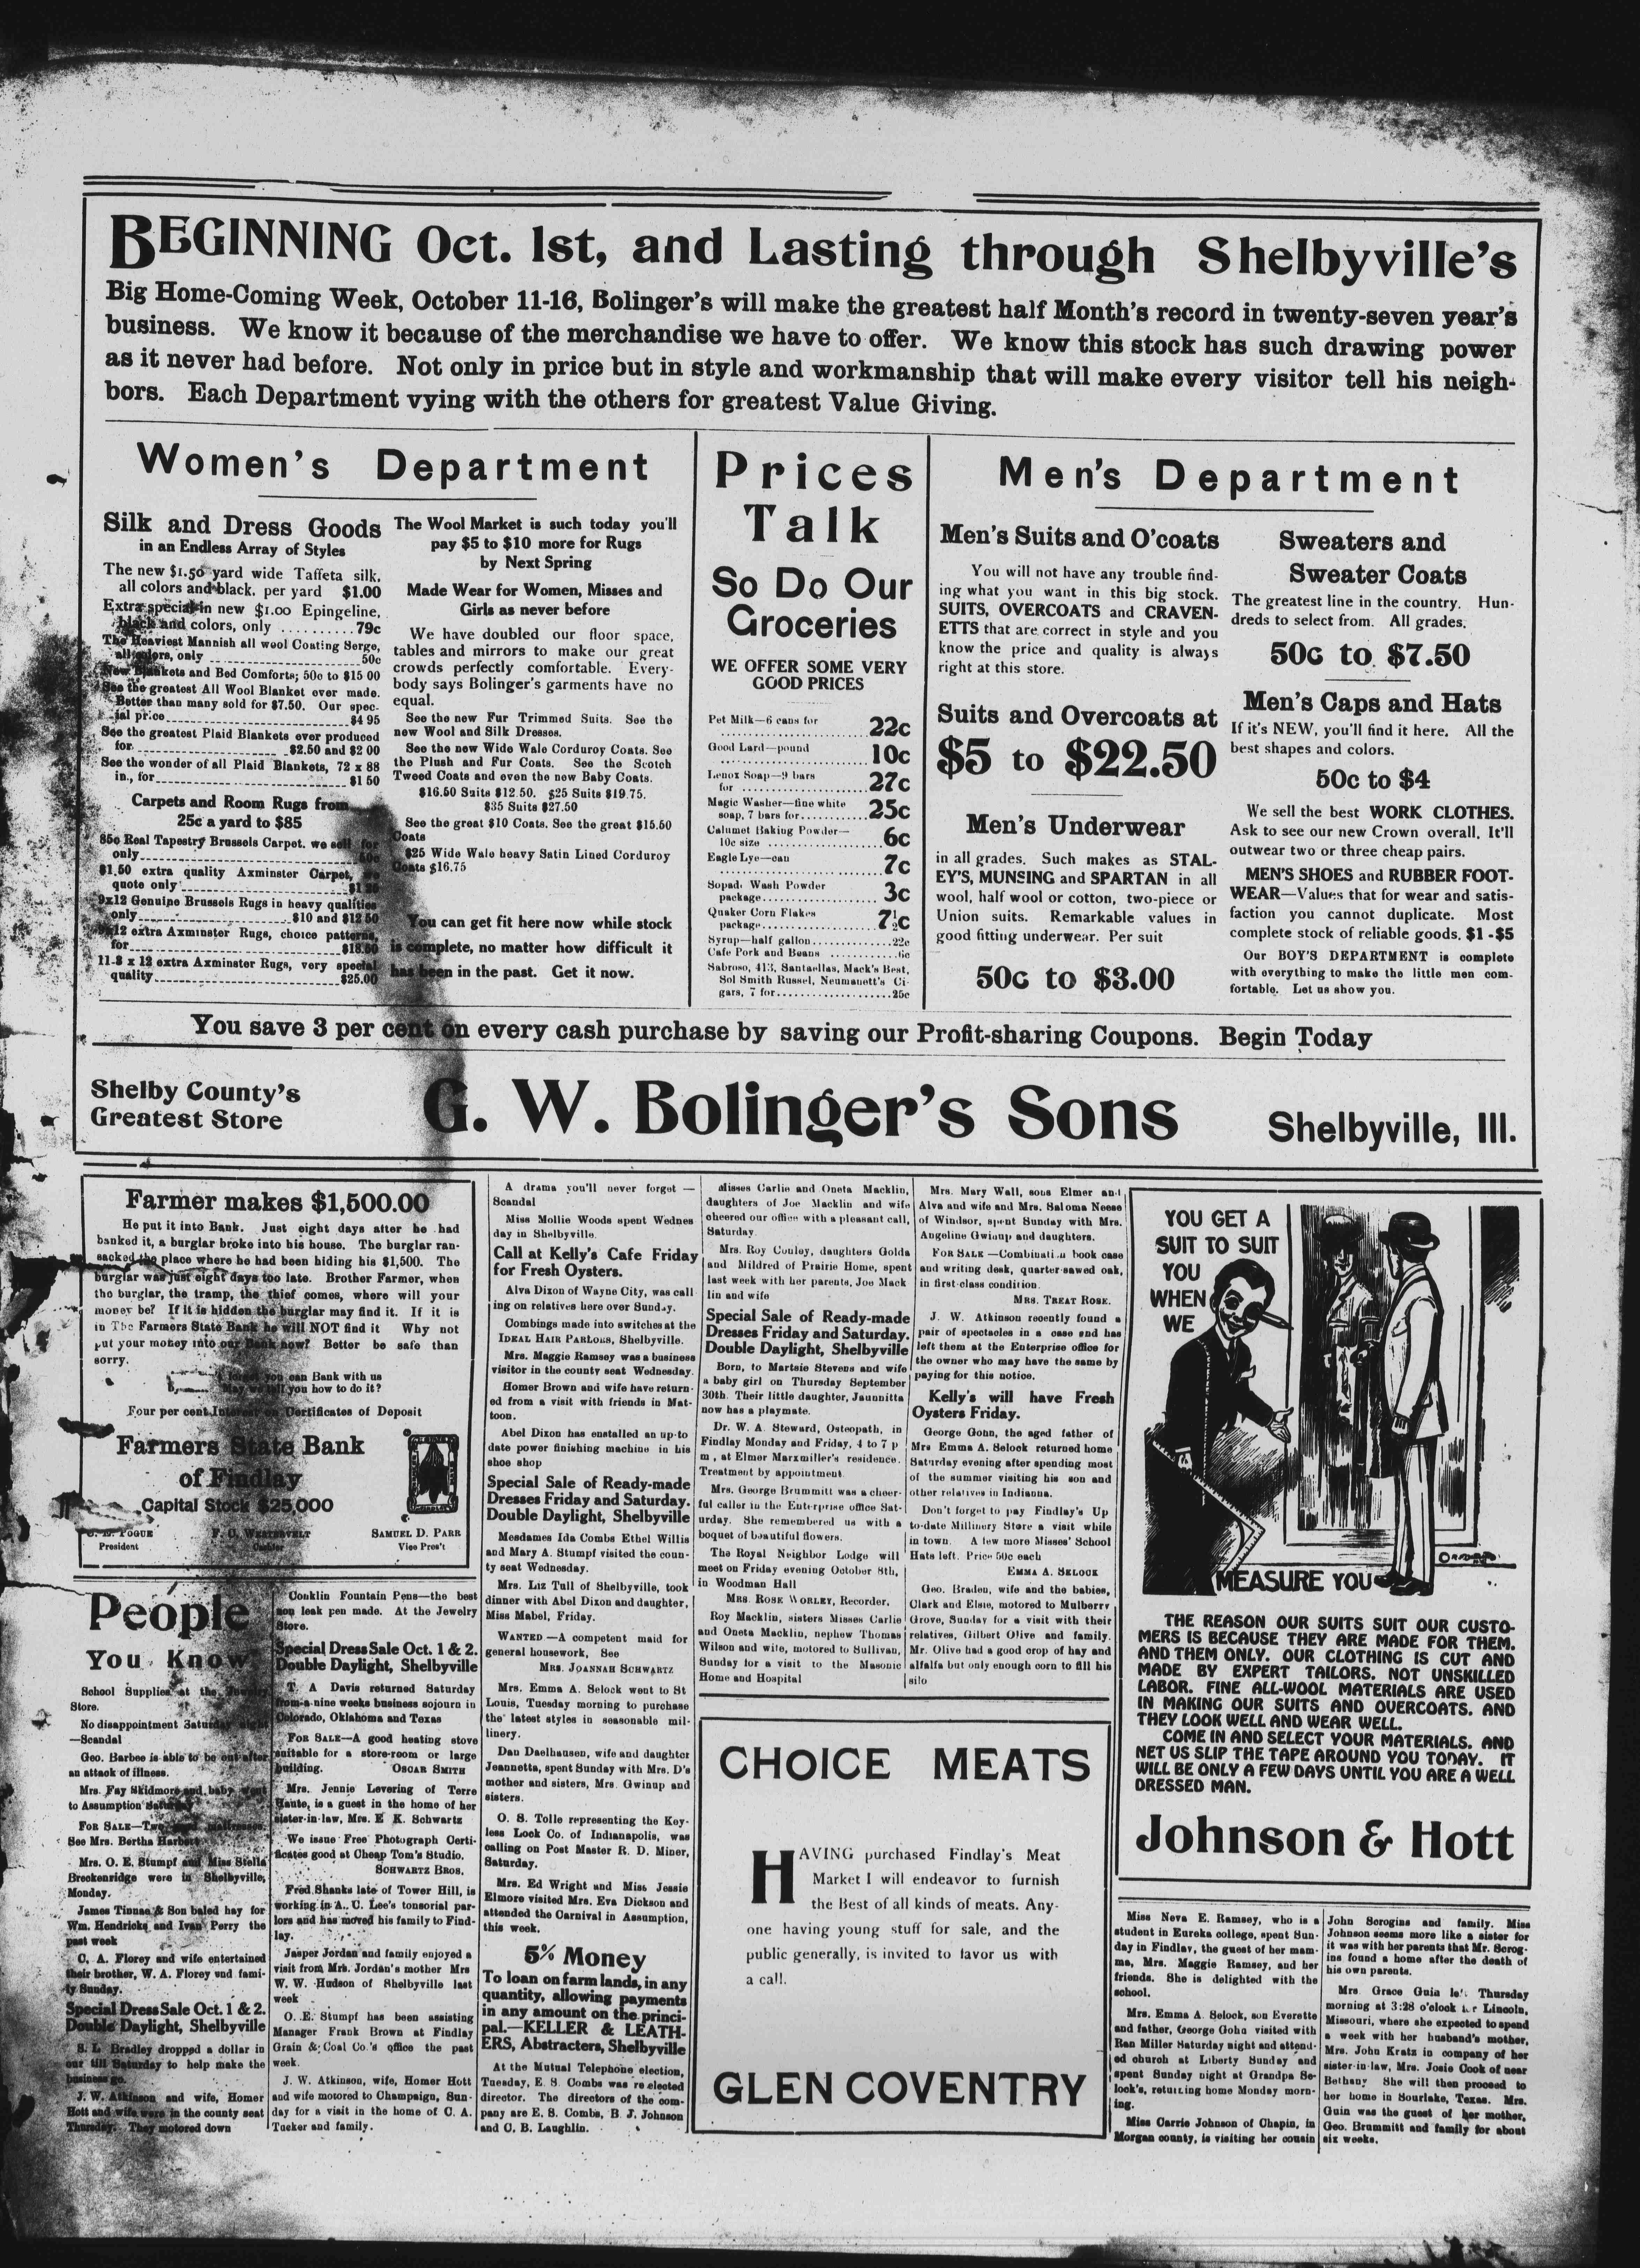 BEGINNING Oct. 1st, and Lasting through Shelbyville's
Big Home-Coming Week, October 11-16, Bolinger's will make the greatest half Month's record in twenty-seven year's
business. We know it because of the merchandise we have to offer. We know this stock has such drawing power
as it never had before. Not only in price but in style and workmanship that will make every visitor tell his neigh-
bors. Each Department vying with the others for greatest Value Giving.
Women's Department
Silk and Dress Goods
in an Endless Array of Styles
The new $1.50 yard wide Taffeta silk,
all colors and black, per yard $1.00
Extra special in new $1.00 Epingeline,
black and colors, only ..........79c
The Heaviest Mannish all wool Coating Serge,
all colors, only ................50c
New Blankets and Bed Comforts; 50c to $15 00
See the greatest All Wool Blanket ever made.
Better than many sold for $7.50. Our spec-
ial price................$4 95
See the greatest Plaid Blankets ever produced
for................$2.50 and $2 00
See the wonder of all Plaid Blankets, 72 x 88
in., for................$1 50
Carpets and Room Rugs from
25c a yard to $85
85c Real Tapestry Brussels Carpet, we sell for
only................60c
$1.50 extra quality Axminster Carpet, we
quote only................$1 25
9x12 Genuine Brussels Rugs in heavy qualities
only................$10 and $12 50
9x12 extra Axminster Rugs, choice patterns,
for................$18.50
11-3 x 12 extra Axminster Rugs, very special
quality................$25.00
The Wool Market is such today you'll
pay $5 to $10 more for Rugs
by Next Spring
Made Wear for Women, Misses and
Girls as never before
We have doubled our floor space,
tables and mirrors to make our great
crowds perfectly comfortable. Every-
body says Bolinger's garments have no
equal.
See the new Fur Trimmed Suits. See the
new Wool and Silk Dresses.
See the new Wide Wale Corduroy Coats. See
the Plush and Fur Coats. See the Scotch
Tweed Coats and even the new Baby Coats.
$16.50 Suits $12.50. $25 Suits $19.75.
$35 Suits $27.50
See the great $10 Coats. See the great $15.50
Coats
$25 Wide Wale heavy Satin Lined Corduroy
Coats $16.75
You can get fit here now while stock
is complete, no matter how difficult it
has been in the past. Get it now.
Prices
Talk
So Do Our
Groceries
WE OFFER SOME VERY
GOOD PRICES
Pet Milk—6 cans for
22c
Good Lard—pound
................10c
Lenox Soap—9 bars
for ................27c
Magic Washer—fine white
soap, 7 bars for............25c
Calumet Baking Powder—
10c size ................6c
Eagle Lye—can
................7c
Sopad. Wash Powder
package................3c
Quaker Corn Flakes
package................7½c
Syrup—half gallon................22c
Cafe Pork and Beans ............6c
Sabroso, 413, Santaellas, Mack's Best,
Sol Smith Russel, Neumauett's Ci-
gars, 7 for................25c
Men's Department
Men's Suits and O'coats
You will not have any trouble find-
ing what you want in this big stock.
SUITS, OVERCOATS and CRAVEN-
ETTS that are correct in style and you
know the price and quality is always
right at this store.
Suits and Overcoats at
$5 to $22.50
Men's Underwear
in all grades. Such makes as STAL-
EY'S, MUNSING and SPARTAN in all
wool, half wool or cotton, two-piece or
Union suits. Remarkable values in
good fitting underwear. Per suit
50c to $3.00
Sweaters and
Sweater Coats
The greatest line in the country. Hun-
dreds to select from. All grades.
50c to $7.50
Men's Caps and Hats
If it's NEW, you'll find it here. All the
best shapes and colors.
50c to $4
We sell the best WORK CLOTHES.
Ask to see our new Crown overall. It'll
outwear two or three cheap pairs.
MEN'S SHOES and RUBBER FOOT-
WEAR—Values that for wear and satis-
faction you cannot duplicate. Most
complete stock of reliable goods. $1 -$5
Our BOY'S DEPARTMENT is complete
with everything to make the little men com-
fortable. Let us show you.
You save 3 per cent on every cash purchase by saving our Profit-sharing Coupons. Begin Today
Shelby County's
Greatest Store
G. W. Bolinger's Sons
Shelbyville, Ill.
Farmer makes $1,500.00
He put it into Bank. Just eight days after he had
banked it, a burglar broke into his house. The burglar ran-
sacked the place where he had been hiding his $1,500. The
burglar was just eight days too late. Brother Farmer, when
the burglar, the tramp, the thief comes, where will your
money be? If it is hidden the burglar may find it. If it is
in The Farmers State Bank he will NOT find it Why not
put your money into our Bank now? Better be safe than
sorry.
you can Bank with us
May we tell you how to do it?
Four per cent Interest on Certificates of Deposit
Farmers State Bank
of Findlay
Capital Stock $25,000
POGUE
President
Cashier
SAMUEL D. PARR
Vice Pres't
People
You Know
School Supplies at the Jewelry
Store.
No disappointment Saturday night
—Scandal
Geo. Barbee is able to be out after
an attack of illness.
Mrs. Fay Skidmore and baby went
to Assumption Saturday
FOR SALE—Two
See Mrs. Bertha Harbert
Mrs. O. E. Stumpf and Miss Stella
Breckenridge were in Shelbyville,
Monday.
James Tinnae & Son baled hay for
Wm. Hendricks and Ivan Perry the
past week
C. A. Florey and wife entertained
their brother, W. A. Florey and fami-
ly Sunday.
Special Dress Sale Oct. 1 & 2.
Double Daylight, Shelbyville
S. L. Bradley dropped a dollar in
our till Saturday to help make the
business go.
J. W. Atkinson and wife, Homer
Hott and wife were in the county seat
Thursday. They motored down
Conklin Fountain Pens—the best
non leak pen made. At the Jewelry
Store.
Special Dress Sale Oct. 1 & 2.
Double Daylight, Shelbyville
T. A Davis returned Saturday
from a nine weeks business sojourn in
Colorado, Oklahoma and Texas
FOR SALE—A good heating stove
suitable for a store-room or large
building. OSCAR SMITH
Mrs. Jennie Levering of Terre
Haute, is a guest in the home of her
sister-in-law, Mrs. E K. Schwartz
We issue Free Photograph Certi-
ficates good at Cheap Tom's Studio.
SCHWARTZ BROS.
Fred Shanks late of Tower Hill, is
working in A. C. Lee's tonsorial par-
lors and has moved his family to Find-
lay.
Jasper Jordan and family enjoyed a
visit from Mrs. Jordan's mother Mrs
W. W. Hudson of Shelbyville last
week
O. E. Stumpf has been assisting
Manager Frank Brown at Findlay
Grain & Coal Co.'s office the past
week.
J. W. Atkinson, wife, Homer Hott
and wife motored to Champaign, Sun-
day for a visit in the home of C. A.
Tucker and family.
A drama you'll never forget —
Scandal
Miss Mollie Woods spent Wednes
day in Shelbyville.
Call at Kelly's Cafe Friday
for Fresh Oysters.
Alva Dixon of Wayne City, was call
ing on relatives here over Sunday.
Combings made into switches at the
IDEAL HAIR PARLORS, Shelbyville.
Mrs. Maggie Ramsey was a business
visitor in the county seat Wednesday.
Homer Brown and wife have return-
ed from a visit with friends in Mat-
toon.
Abel Dixon has enstalled an up-to
date power finishing machine in his
shoe shop
Special Sale of Ready-made
Dresses Friday and Saturday.
Double Daylight, Shelbyville
Mesdames Ida Combs Ethel Willis
and Mary A. Stumpf visited the coun-
ty seat Wednesday.
Mrs. Liz Tull of Shelbyville, took
dinner with Abel Dixon and daughter,
Miss Mabel, Friday.
WANTED —A competent maid for
general housework, See
MRS. JOANNAH SCHWARTZ
Mrs. Emma A. Selock went to St
Louis, Tuesday morning to purchase
the latest styles in seasonable mil-
linery.
Dan Daelhausen, wife and daughter
Jeannetta, spent Sunday with Mrs. D's
mother and sisters, Mrs. Gwinup and
sisters.
O. S. Tolle representing the Key-
less Lock Co. of Indianapolis, was
calling on Post Master R. D. Miner,
Saturday.
Mrs. Ed Wright and Miss Jessie
Elmore visited Mrs. Eva Dickson and
attended the Carnival in Assumption,
this week.
5% Money
To loan on farm lands, in any
quantity, allowing payments
in any amount on the princi-
pal.—KELLER & LEATH-
ERS, Abstracters, Shelbyville
At the Mutual Telephone election,
Tuesday, E. S. Combs was re elected
director. The directors of the com-
pany are E. S. Combs, B. J. Johnson
and C. B. Laughlin.
Misses Carlie and Oneta Macklin,
daughters of Joe Macklin and wife
cheered our office with a pleasant call,
Saturday.
Mrs. Roy Conley, daughters Golda
and Mildred of Prairie Home, spent
last week with her parents, Joe Mack
lin and wife
Special Sale of Ready-made
Dresses Friday and Saturday.
Double Daylight, Shelbyville
Born, to Martsie Stevens and wife
a baby girl on Thursday September
30th. Their little daughter, Jaunnitta
now has a playmate.
Dr. W. A. Steward, Osteopath, in
Findlay Monday and Friday, 4 to 7 p
m , at Elmer Marxmiller's residence.
Treatment by appointment.
Mrs. George Brummitt was a cheer-
ful caller in the Enterprise office Sat-
urday. She remembered us with a
boquet of beautiful flowers.
The Royal Neighbor Lodge will
meet on Friday evening October 8th,
in Woodman Hall
MRS. ROSE WORLEY, Recorder.
Roy Macklin, sisters Misses Carlie
and Oneta Macklin, nephew Thomas
Wilson and wife, motored to Sullivan,
Sunday for a visit to the Masonic
Home and Hospital
Mrs. Mary Wall, sons Elmer and
Alva and wife and Mrs. Saloma Neese
of Windsor, spent Sunday with Mrs.
Angeline Gwinup and daughters.
FOR SALE —Combination book case
and writing desk, quarter sawed oak,
in first-class condition.
MRS. TREAT ROSE.
J. W. Atkinson recently found a
pair of spectacles in a case and has
left them at the Enterprise office for
the owner who may have the same by
paying for this notice.
Kelly's will have Fresh
Oysters Friday.
George Gohn, the aged father of
Mrs Emma A. Selock returned home
Saturday evening after spending most
of the summer visiting his son and
other relatives in Indianna.
Don't forget to pay Findlay's Up
to-date Millinery Store a visit while
in town. A lew more Misses' School
Hats left. Price 50c each
EMMA A. SELOCK
Geo. Braden, wife and the babies,
Clark and Elsie, motored to Mulberry
Grove, Sunday for a visit with their
relatives, Gilbert Olive and family.
Mr. Olive had a good crop of hay and
alfalfa but only enough corn to fill his
silo
CHOICE MEATS
HAVING purchased Findlay's Meat
Market I will endeavor to furnish
the Best of all kinds of meats. Any-
one having young stuff for sale, and the
public generally, is invited to favor us with
a call.
GLEN COVENTRY
YOU GET A
SUIT TO SUIT
YOU
WHEN
WE
MEASURE YOU
THE REASON OUR SUITS SUIT OUR CUSTO-
MERS IS BECAUSE THEY ARE MADE FOR THEM.
AND THEM ONLY. OUR CLOTHING IS CUT AND
MADE BY EXPERT TAILORS. NOT UNSKILLED
LABOR. FINE ALL-WOOL MATERIALS ARE USED
IN MAKING OUR SUITS AND OVERCOATS. AND
THEY LOOK WELL AND WEAR WELL.
COME IN AND SELECT YOUR MATERIALS. AND
NET US SLIP THE TAPE AROUND YOU TODAY. IT
WILL BE ONLY A FEW DAYS UNTIL YOU ARE A WELL
DRESSED MAN.
Johnson & Hott
Miss Neva E. Ramsey, who is a
student in Eureka college, spent Sun-
day in Findlay, the guest of her mam-
ma, Mrs. Maggie Ramsey, and her
friends. She is delighted with the
school.
Mrs. Emma A. Selock, son Everette
and father, George Gohn visited with
Ran Miller Saturday night and attend-
ed church at Liberty Sunday and
spent Sunday night at Grandpa Se-
lock's, returning home Monday morn-
ing.
Miss Carrie Johnson of Chapin, in
Morgan county, is visiting her cousin
John Scrogins and family. Miss
Johnson seems more like a sister for
it was with her parents that Mr. Scrog-
ins found a home after the death of
his own parents.
Mrs. Grace Guin left Thursday
morning at 3:28 o'clock for Lincoln,
Missouri, where she expected to spend
a week with her husband's mother,
Mrs. John Kratz in company of her
sister-in-law, Mrs. Josie Cook of near
Bethany She will then proceed to
her home in Sourlake, Texas. Mrs.
Guin was the guest of her mother,
Geo. Brummitt and family for about
six weeks.